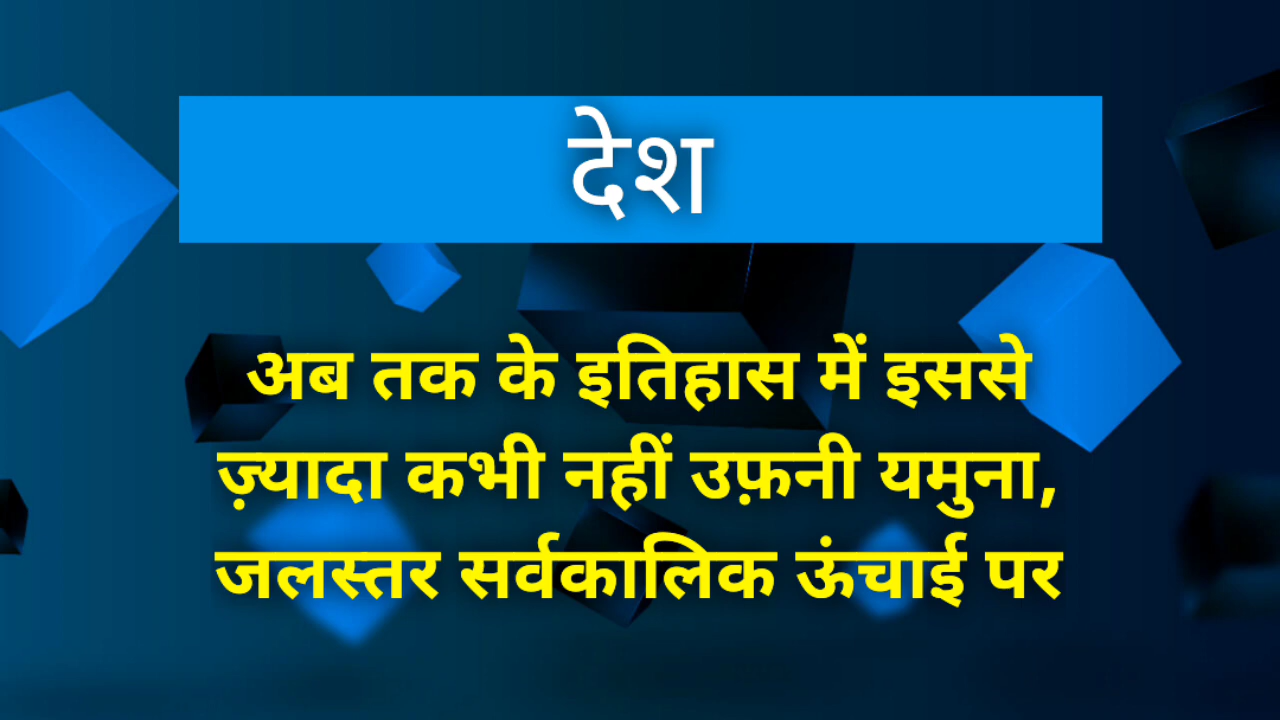 देश
अब तक के इतिहास में इससे
ज़्यादा कभी नहीं उफ़नी यमुना,
जलस्तर सर्वकालिक ऊंचाई पर